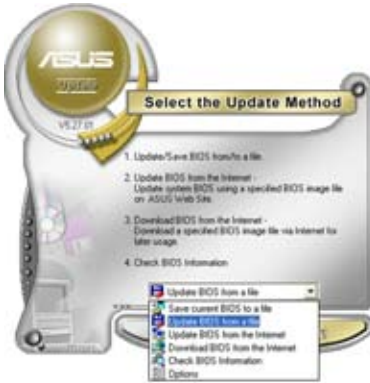 ASUS
Update
Select the Update Method
1. Update/Save BIOS from/to a file.
2. Update BIOS from the Internet -
Update system BIOS using a specified BIOS image file
on ASUS Web Site.
3. Download BIOS from the Internet -
Download a specified BIOS image file via Internet for
later usage.
4. Check BIOS Information
Update BIOS from a file
Save current BIOS to a file
Update BIOS from a file
Update BIOS from the Internet
Download BIOS from the Internet
Check BIOS Information
Options